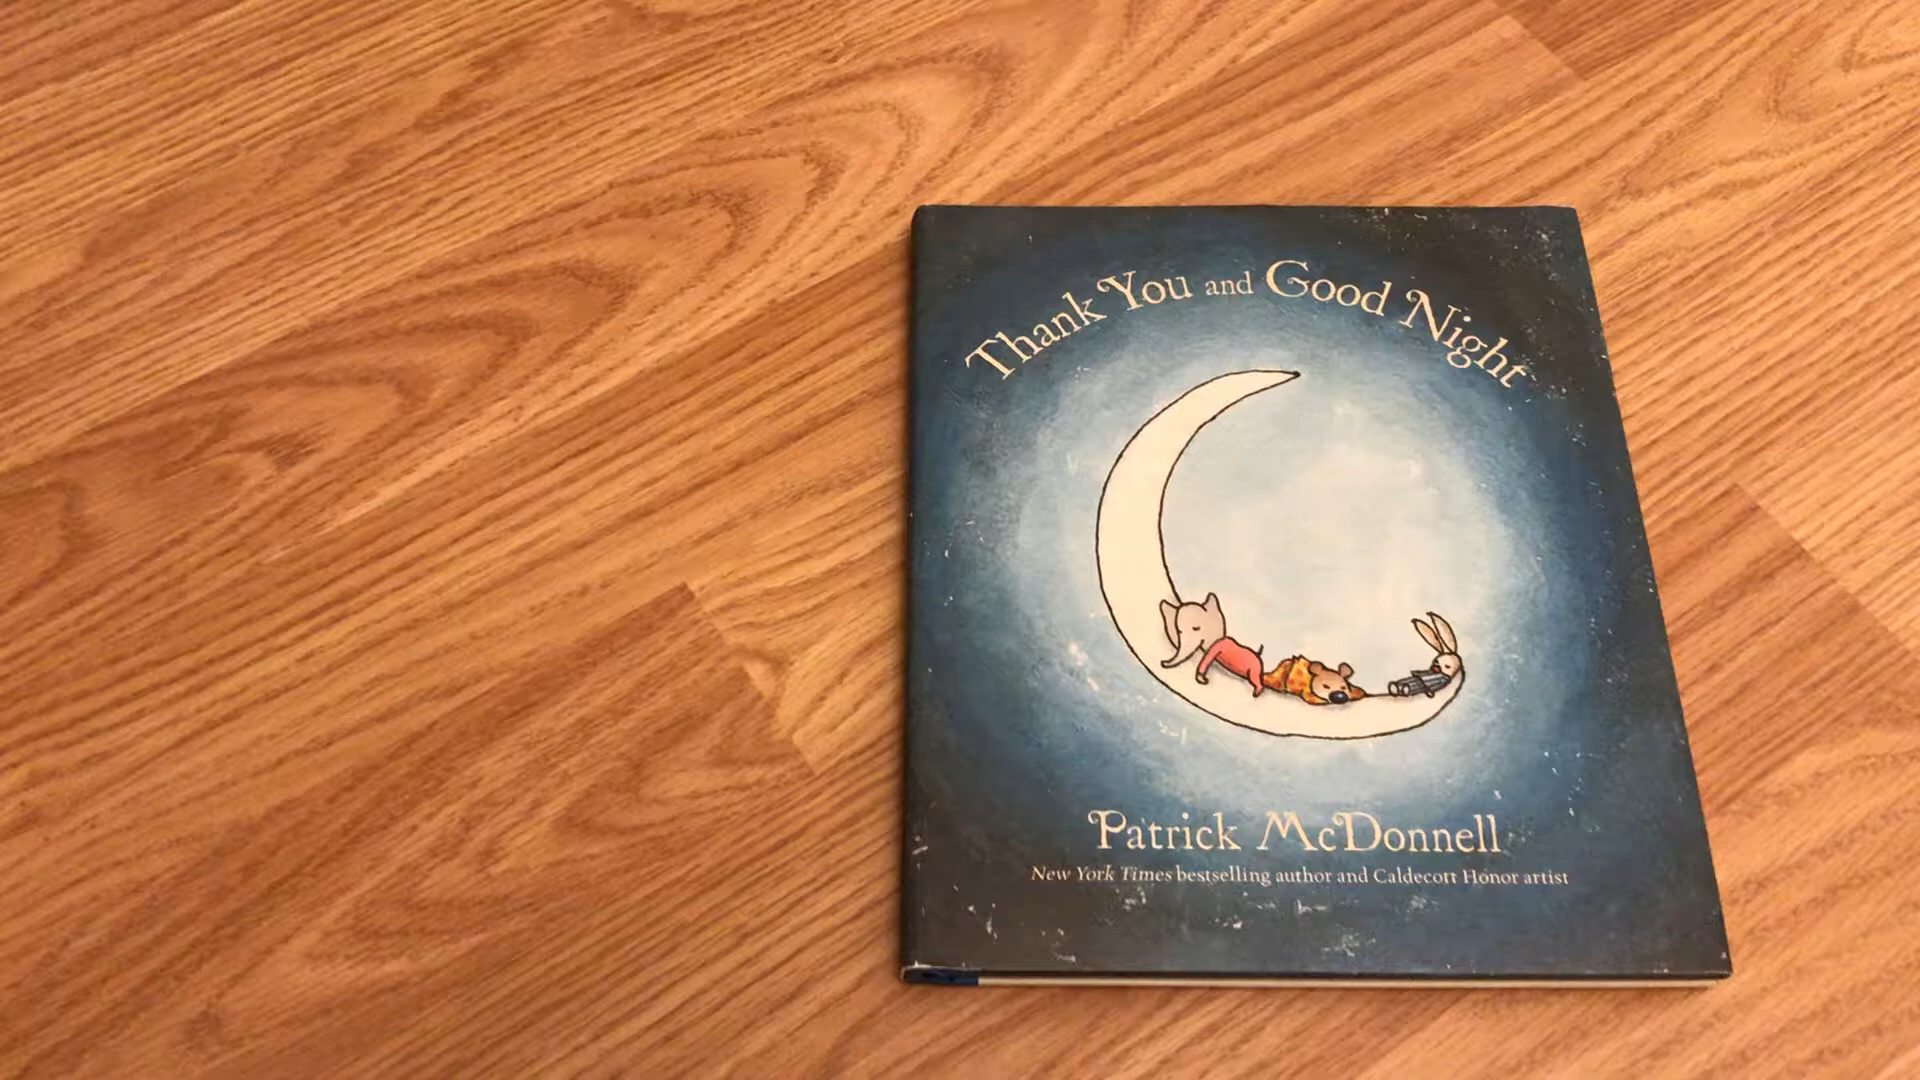 Thank You and Good Night
Patrick McDonnell
New York Times bestselling author and Caldecott Honor artist